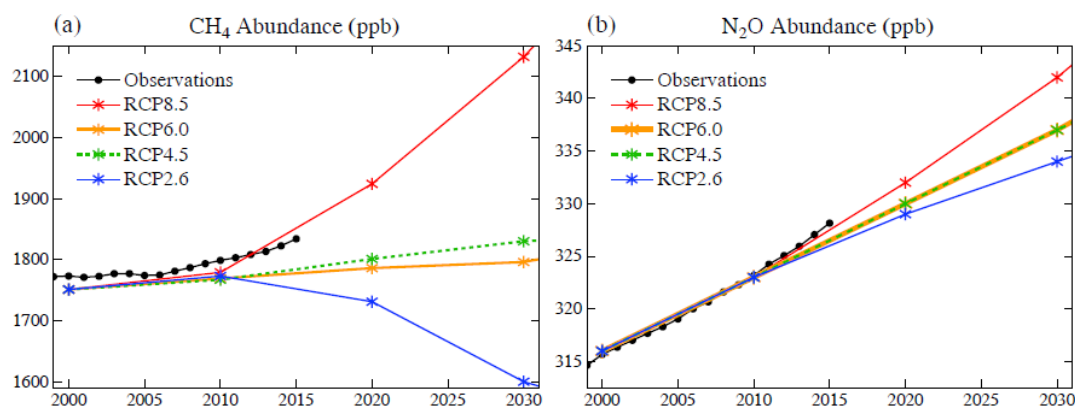 (a) CH₄ Abundance (ppb)
2100
2000
1900
1800
1700
1600
Observations
RCP8.5
RCP6.0
RCP4.5
RCP2.6
2000 2005 2010 2015 2020 2025 2030
(b) N₂O Abundance (ppb)
345
340
335
330
325
320
315
Observations
RCP8.5
RCP6.0
RCP4.5
RCP2.6
2000 2005 2010 2015 2020 2025 2030